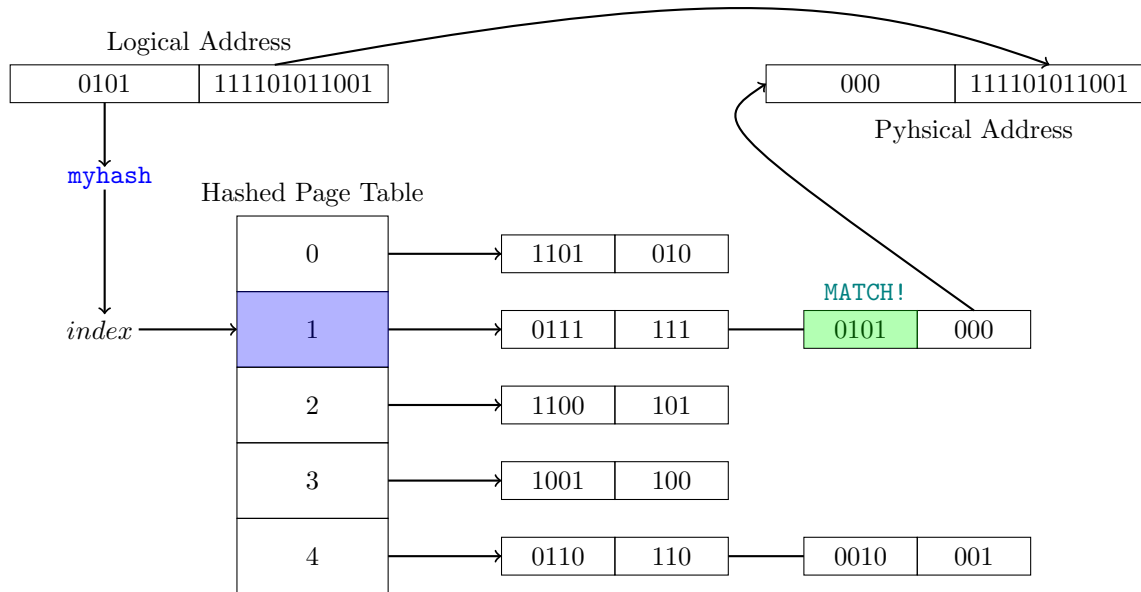 Logical Address
0101 111101011001
000 111101011001
Pyhsical Address
myhash
Hashed Page Table
0 1101 010
MATCH!
index 1 0111 111 0101 000
2 1100 101
3 1001 100
4 0110 110 0010 001